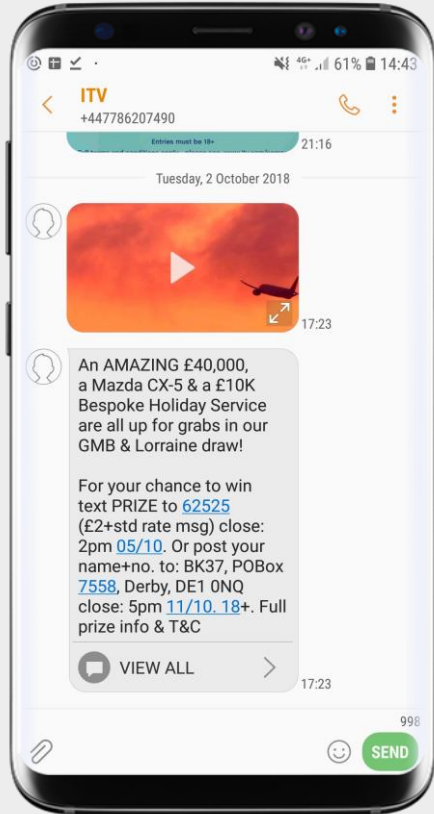 61% 14:43
ITV
+447786207490
Entries must be 18+
21:16
Tuesday, 2 October 2018
17:23
An AMAZING £40,000,
a Mazda CX-5 & a £10K
Bespoke Holiday Service
are all up for grabs in our
GMB & Lorraine draw!
For your chance to win
text PRIZE to 62525
(£2+std rate msg) close:
2pm 05/10. Or post your
name+no. to: BK37, POBox
7558, Derby, DE1 0NQ
close: 5pm 11/10. 18+. Full
prize info & T&C
VIEW ALL
17:23
998
SEND